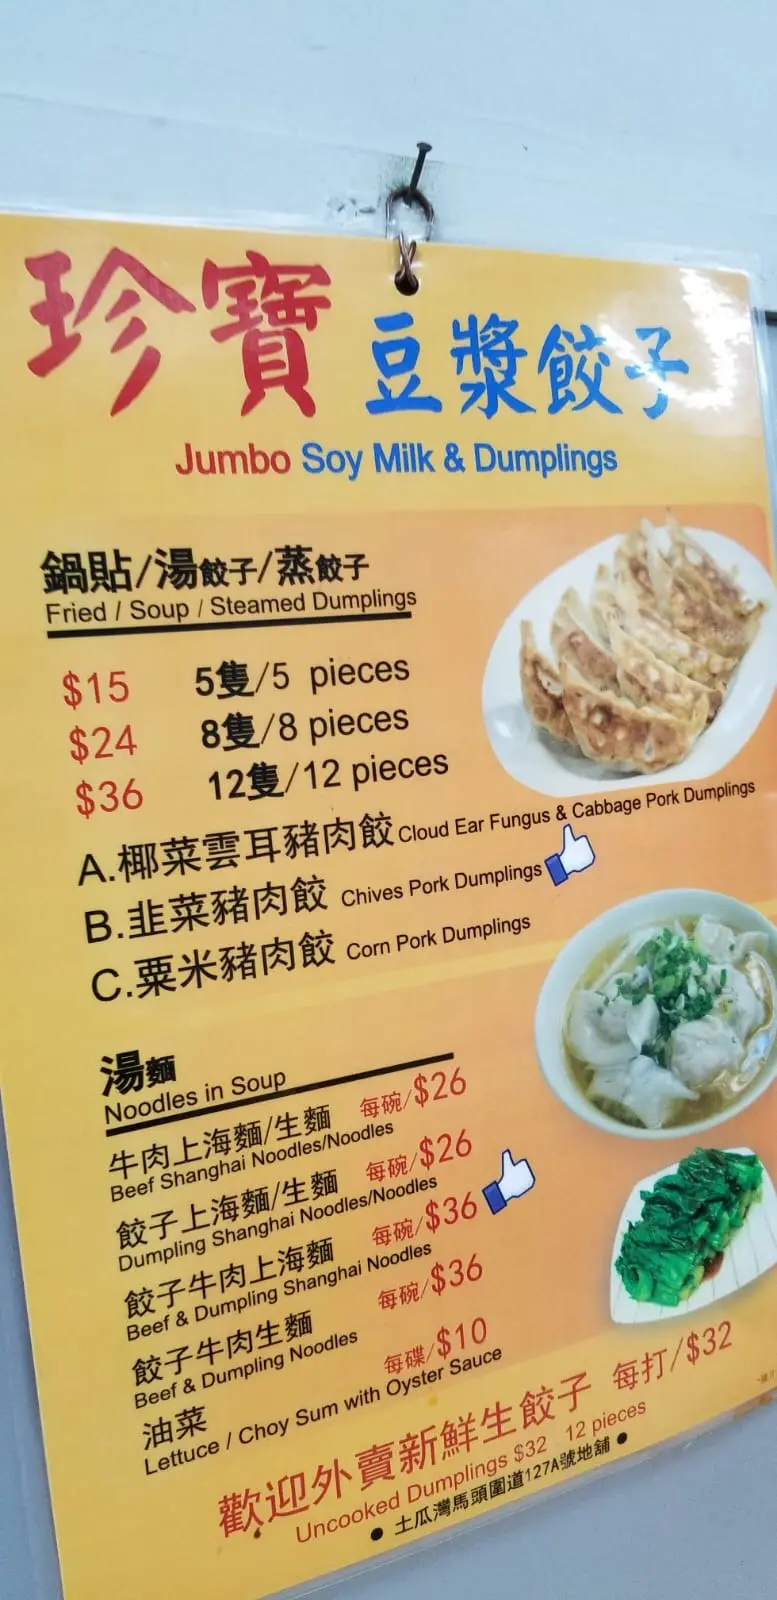 珍寶 豆漿餃子
Jumbo Soy Milk & Dumplings
鍋貼/湯餃子/蒸餃子
Fried / Soup / Steamed Dumplings
$15 5隻/5 pieces
$24 8隻/8 pieces
$36 12隻/12 pieces
A.椰菜雲耳豬肉餃 Cloud Ear Fungus & Cabbage Pork Dumplings
B.韭菜豬肉餃 Chives Pork Dumplings
C.粟米豬肉餃 Corn Pork Dumplings
湯麵
Noodles in Soup
牛肉上海麵/生麵 每碗/$26
Beef Shanghai Noodles/Noodles
餃子上海麵/生麵 每碗/$26
Dumpling Shanghai Noodles/Noodles
餃子牛肉上海麵 每碗/$36
Beef & Dumpling Shanghai Noodles
餃子牛肉生麵 每碗/$36
Beef & Dumpling Noodles
油菜 每碟/$10
Lettuce / Choy Sum with Oyster Sauce
歡迎外賣新鮮生餃子 每打/$32
Uncooked Dumplings $32 12 pieces
● 土瓜灣馬頭圍道127A號地舖 ●